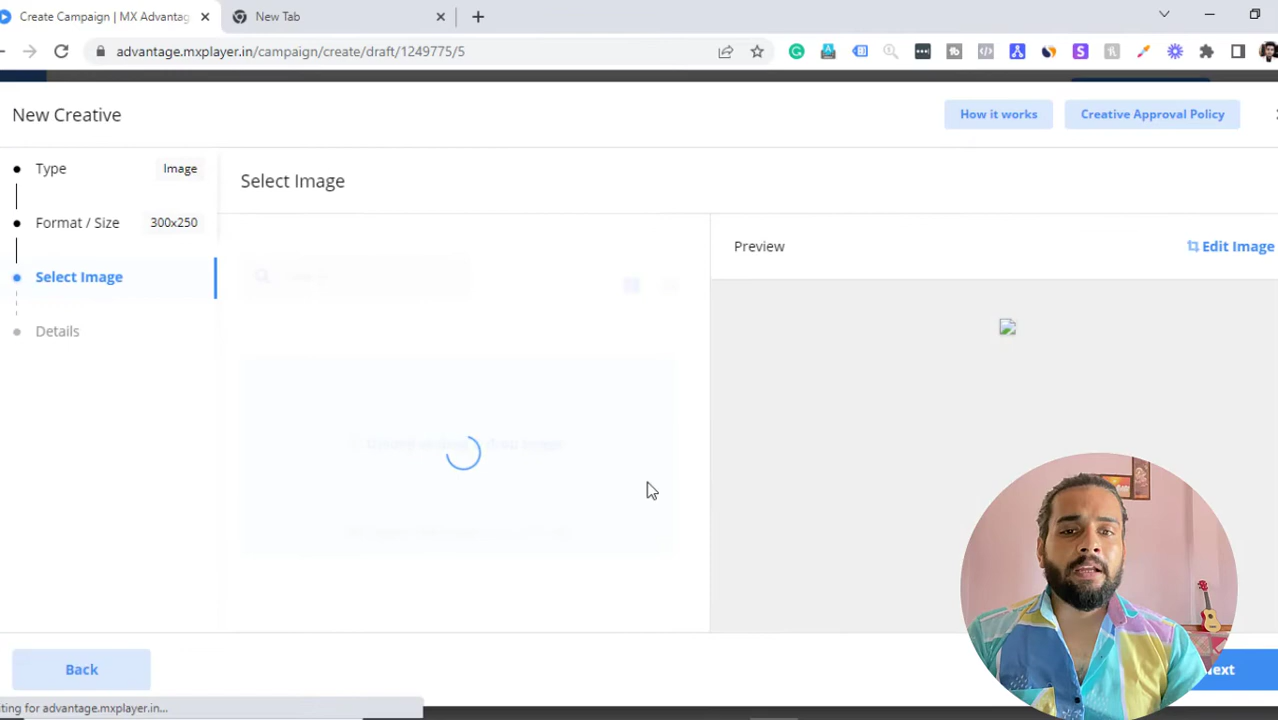 Create Campaign | MX Advantag
New Tab
advantage.mxplayer.in/campaign/create/draft/1249775/5
New Creative
How it works
Creative Approval Policy
Type
Image
Select Image
Format / Size
300x250
Preview
Edit Image
Select Image
Details
Back
Next
ting for advantage.mxplayer.in...